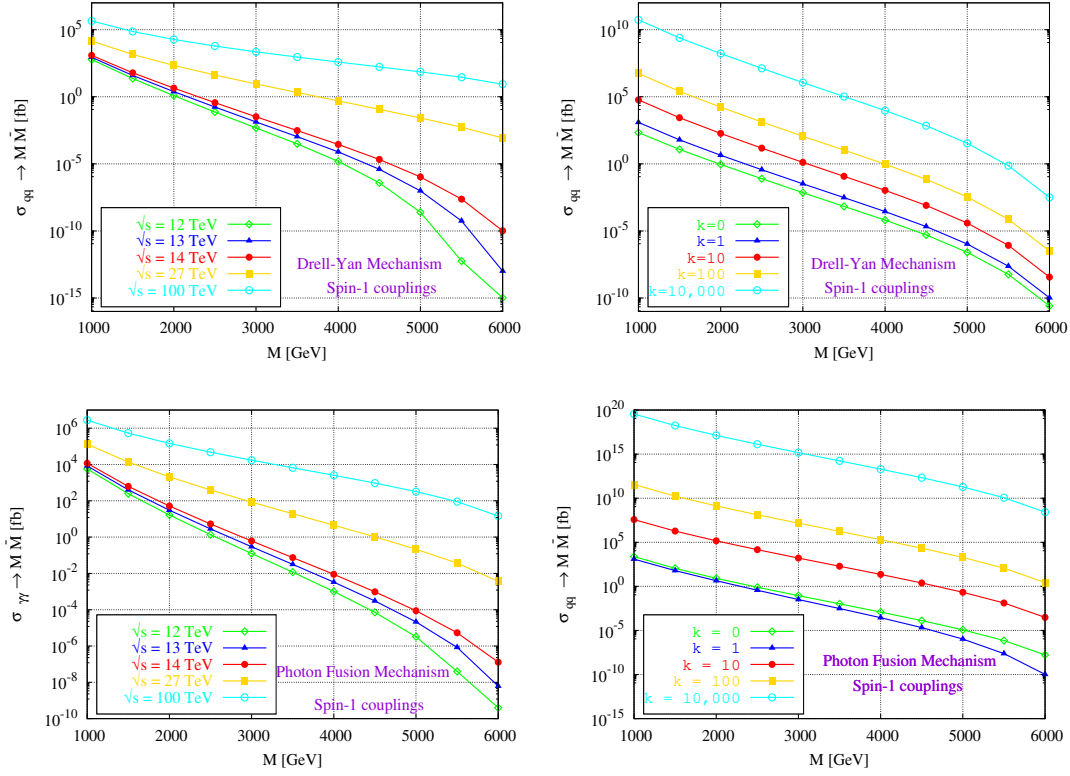 σ qq → M M̄ [fb]
10^5
10^0
10^-5
10^-10
10^-15
√s = 12 TeV
√s = 13 TeV
√s = 14 TeV
√s = 27 TeV
√s = 100 TeV
Drell-Yan Mechanism
Spin-1 couplings
1000 2000 3000 4000 5000 6000
M [GeV]
σ qq → M M̄ [fb]
10^10
10^5
10^0
10^-5
10^-10
k=0
k=1
k=10
k=100
k=10,000
Drell-Yan Mechanism
Spin-1 couplings
1000 2000 3000 4000 5000 6000
M [GeV]
σ γγ → M M̄ [fb]
10^6
10^4
10^2
10^0
10^-2
10^-4
10^-6
10^-8
10^-10
√s = 12 TeV
√s = 13 TeV
√s = 14 TeV
√s = 27 TeV
√s = 100 TeV
Photon Fusion Mechanism
Spin-1 couplings
1000 2000 3000 4000 5000 6000
M [GeV]
σ qq → M M̄ [fb]
10^20
10^15
10^10
10^5
10^0
10^-5
10^-10
10^-15
k = 0
k = 1
k = 10
k = 100
k = 10,000
Photon Fusion Mechanism
Spin-1 couplings
1000 2000 3000 4000 5000 6000
M [GeV]